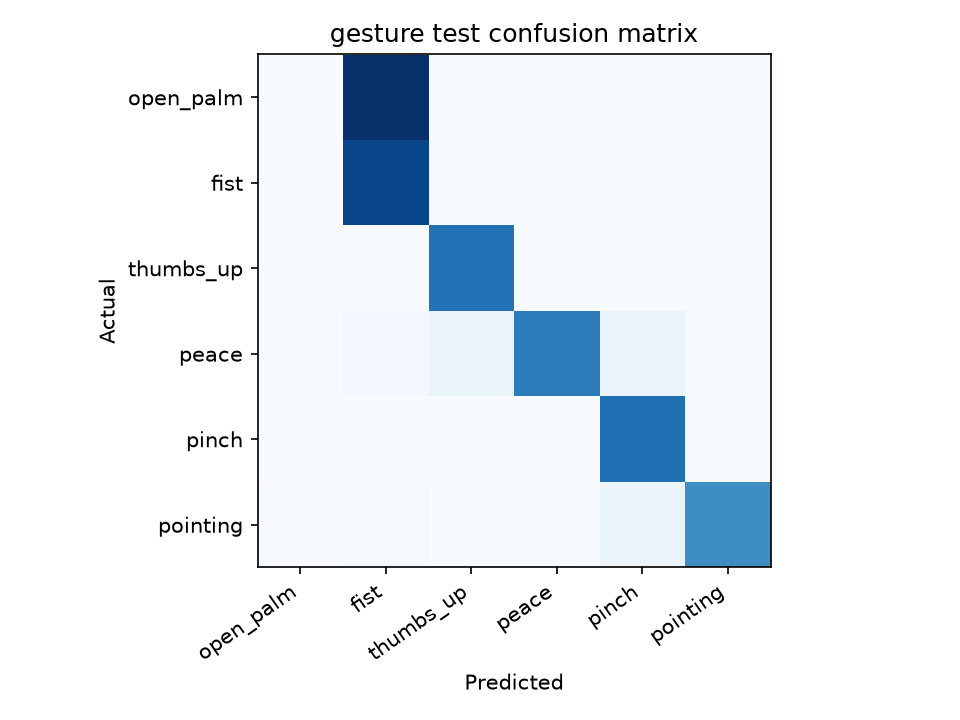 gesture test confusion matrix
open_palm
fist
thumbs_up
peace
pinch
pointing
Actual
open_palm
fist
thumbs_up
peace
pinch
pointing
Predicted